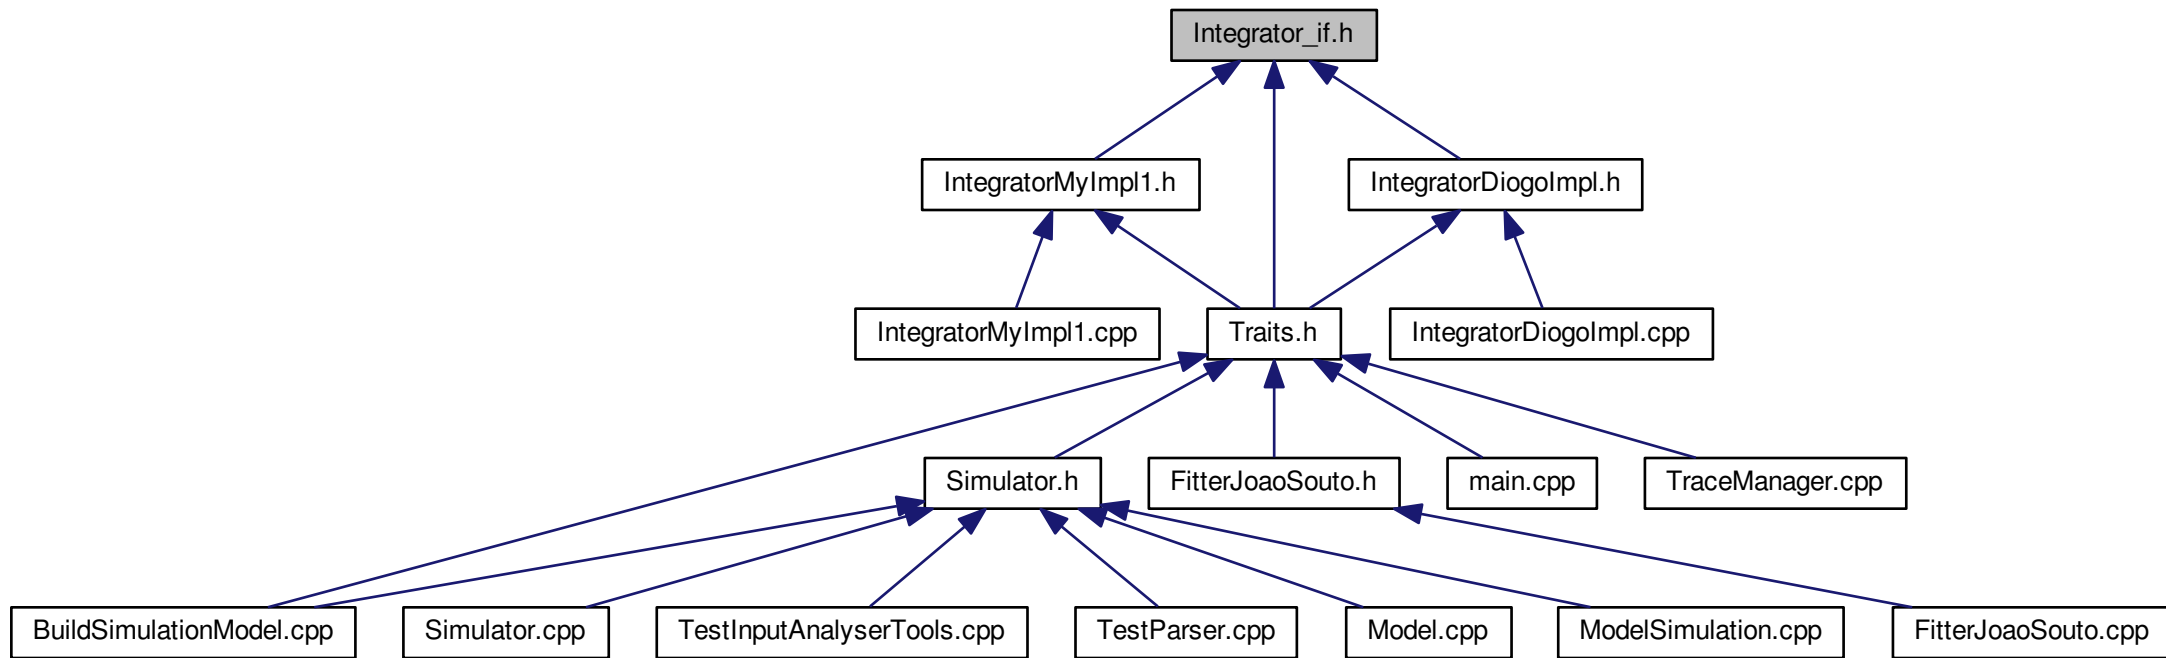 Integrator_if.h
IntegratorMyImpl1.h
IntegratorDiogoImpl.h
IntegratorMyImpl1.cpp
Traits.h
IntegratorDiogoImpl.cpp
Simulator.h
FitterJoaoSouto.h
main.cpp
TraceManager.cpp
BuildSimulationModel.cpp
Simulator.cpp
TestInputAnalyserTools.cpp
TestParser.cpp
Model.cpp
ModelSimulation.cpp
FitterJoaoSouto.cpp